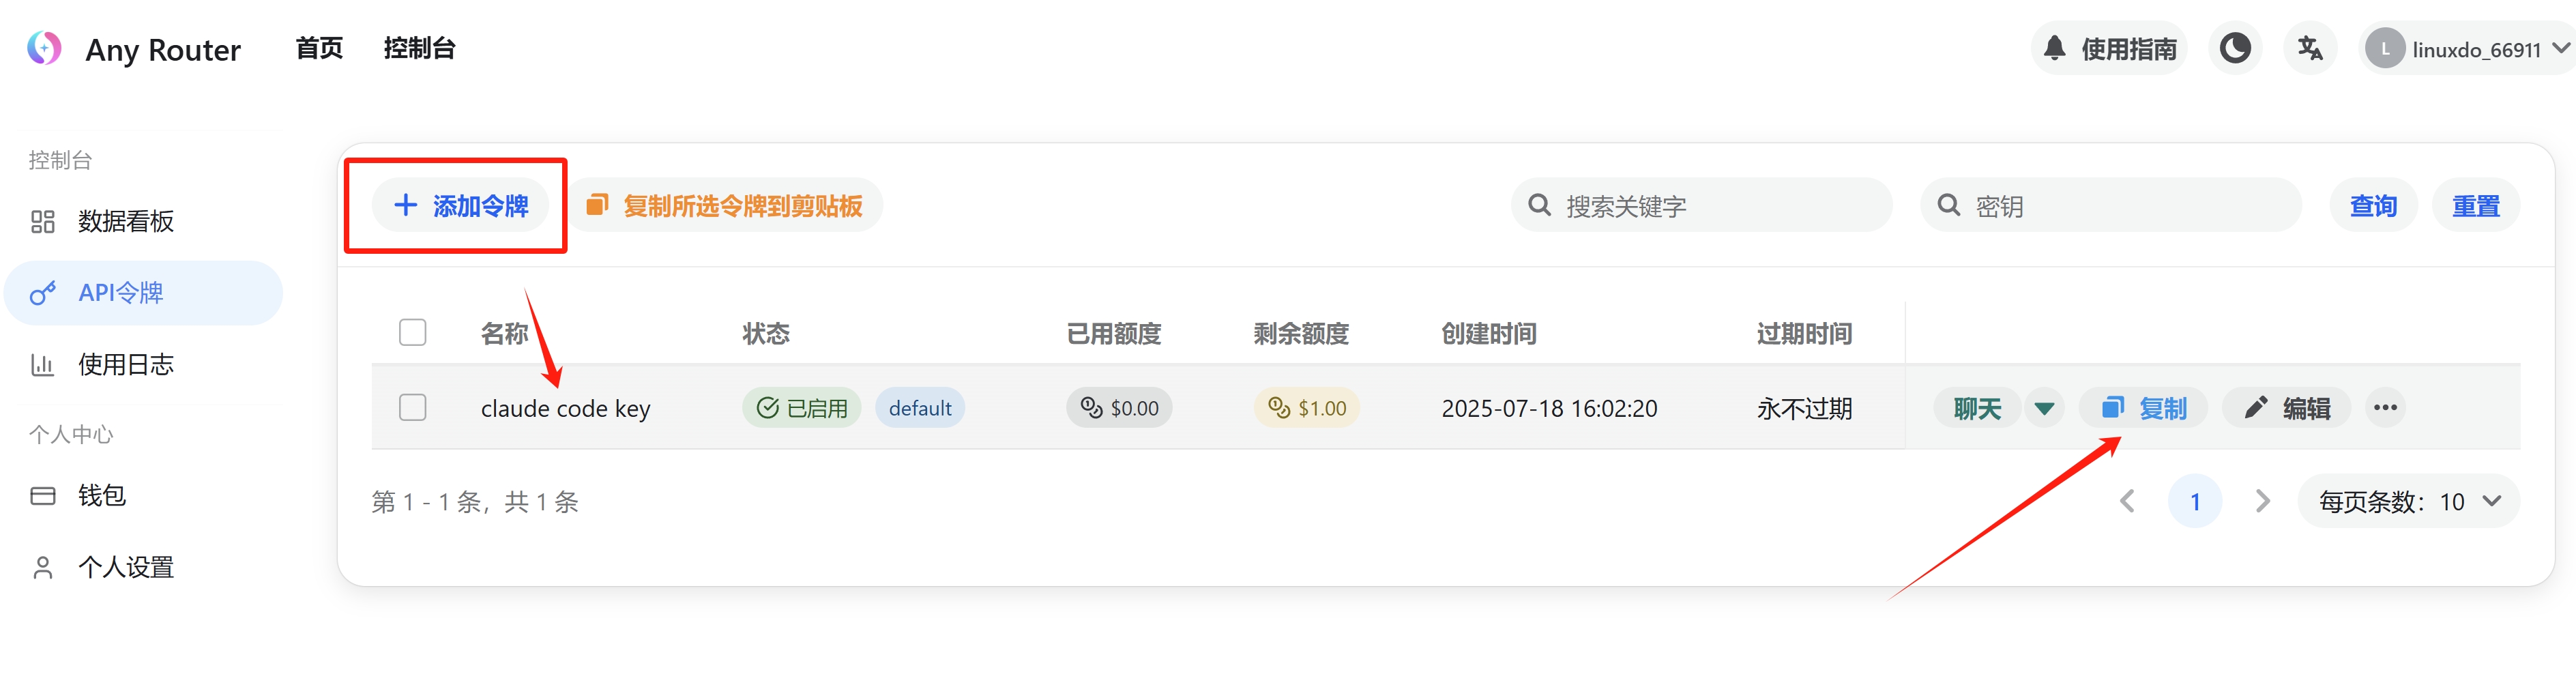 Any Router 首页 控制台 使用指南 L linuxdo_66911
控制台
数据看板
API令牌
使用日志
个人中心
钱包
个人设置
添加令牌 复制所选令牌到剪贴板 搜索关键字 密钥 查询 重置
名称 状态 已用额度 剩余额度 创建时间 过期时间
claude code key 已启用 default $0.00 $1.00 2025-07-18 16:02:20 永不过期 聊天 复制 编辑
第 1 - 1 条，共 1 条 1 每页条数：10